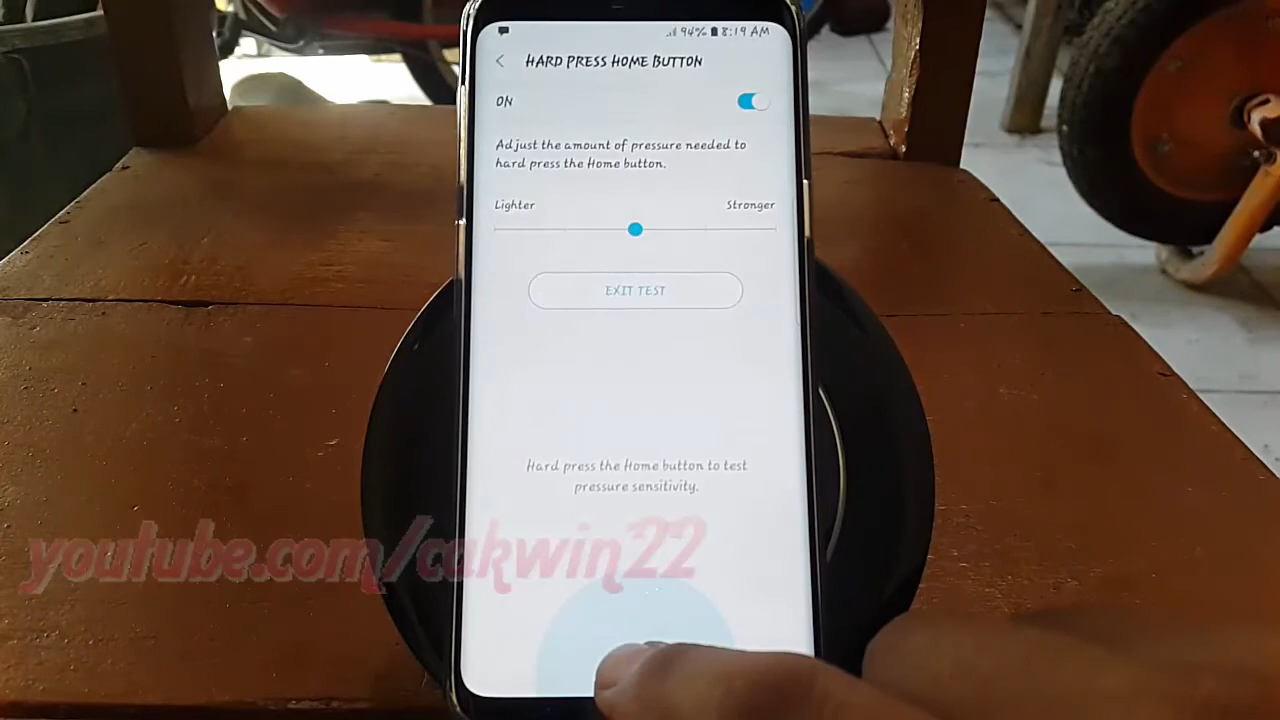 94% 8:19 AM
HARD PRESS HOME BUTTON
ON
Adjust the amount of pressure needed to
hard press the Home button.
Lighter Stronger
EXIT TEST
Hard press the Home button to test
pressure sensitivity.
youtube.com/cakwin22